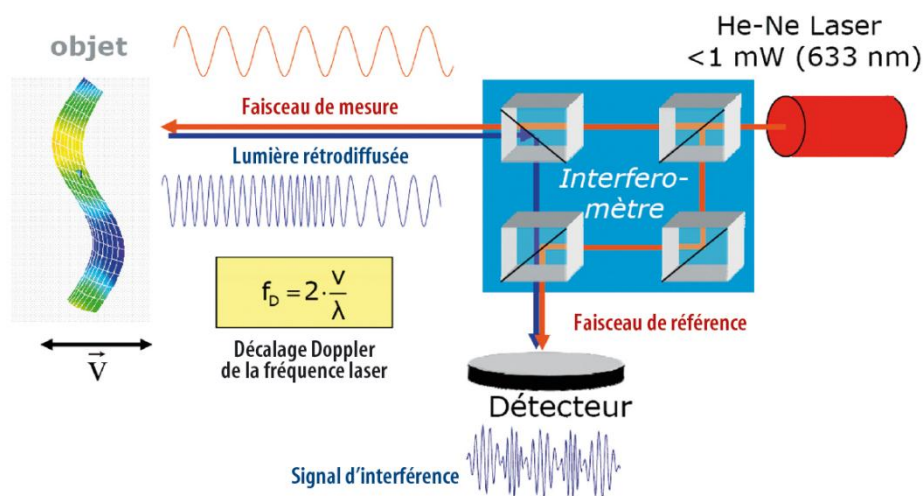 objet
He-Ne Laser
<1 mW (633 nm)
Faisceau de mesure
Lumière rétrodiffusée
Interfero-
mètre
f_D = 2 · v/λ
Faisceau de référence
Décalage Doppler
de la fréquence laser
V⃗
Détecteur
Signal d’interférence